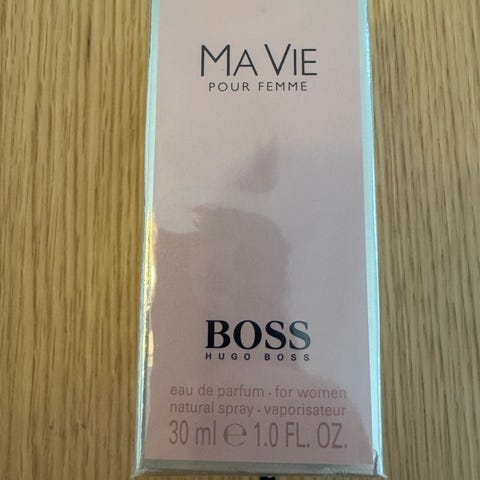 MA VIE
POUR FEMME
BOSS
HUGO BOSS
eau de parfum · for women
natural spray · vaporisateur
30 ml ℮ 1.0 FL. OZ.